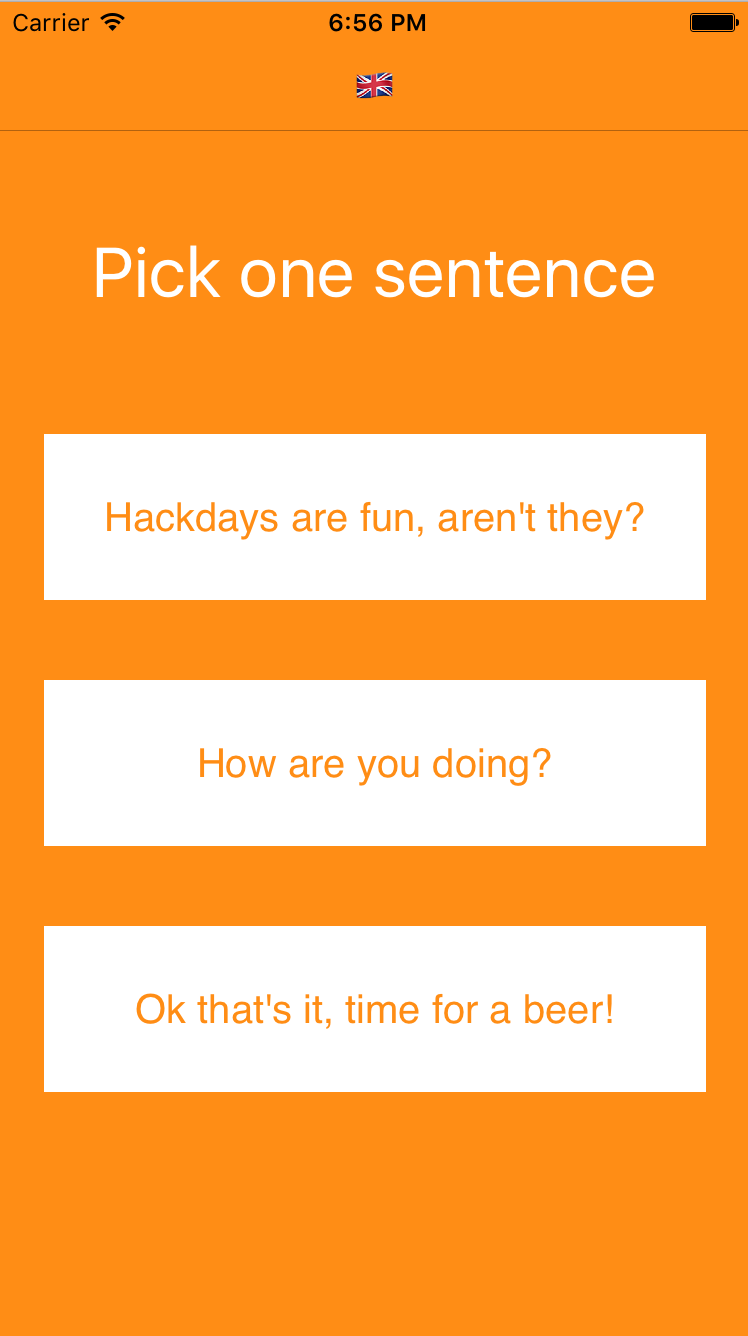 Carrier 6:56 PM
Pick one sentence
Hackdays are fun, aren't they?
How are you doing?
Ok that's it, time for a beer!